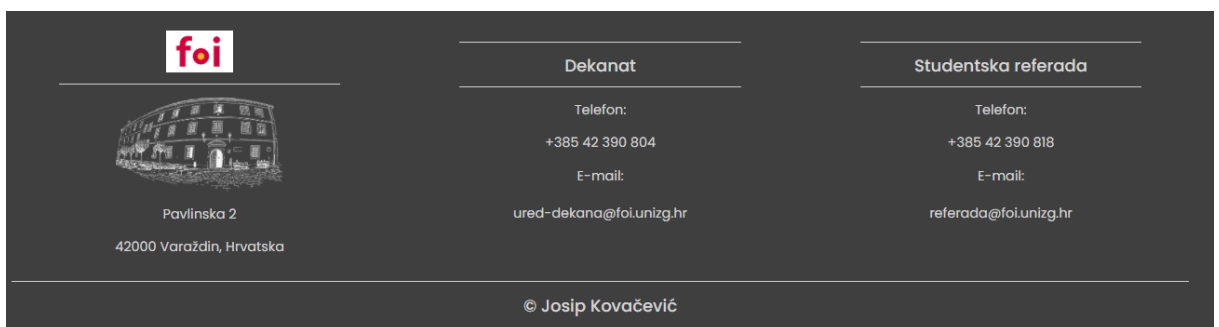 foi
Pavlinska 2
42000 Varaždin, Hrvatska
Dekanat
Telefon:
+385 42 390 804
E-mail:
ured-dekana@foi.unizg.hr
Studentska referada
Telefon:
+385 42 390 818
E-mail:
referada@foi.unizg.hr
© Josip Kovačević